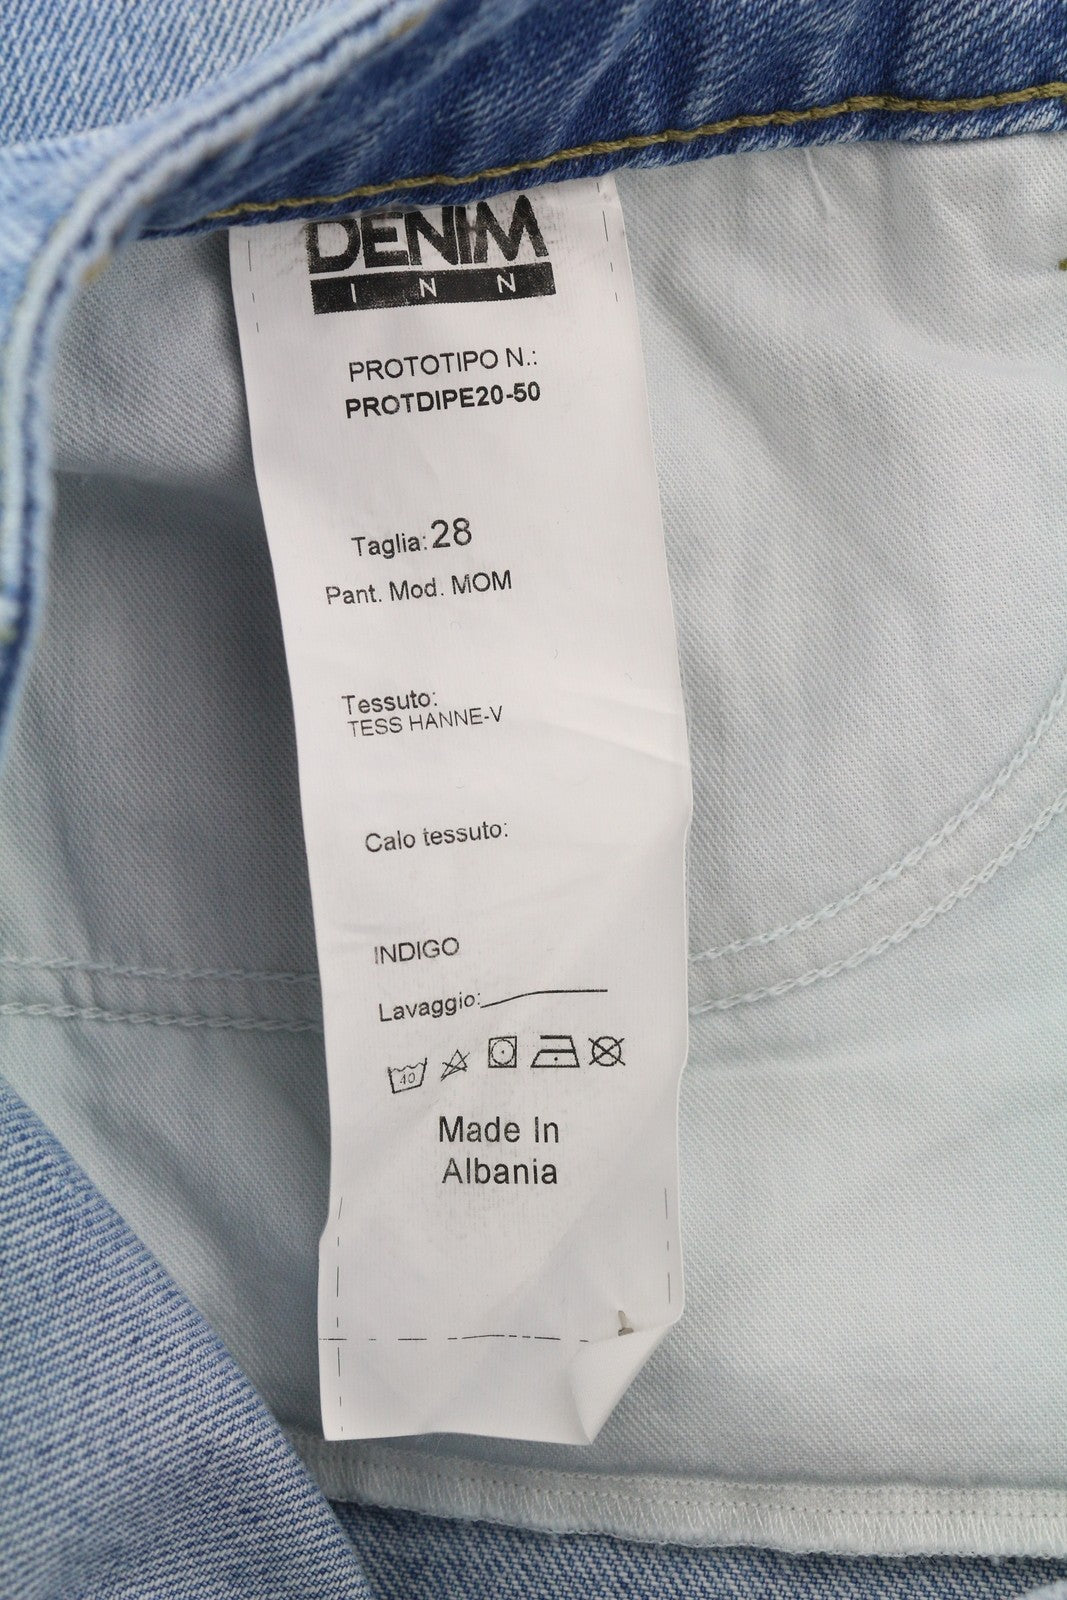 DENIM
INN
PROTOTIPO N.:
PROTDIPE20-50
Taglia: 28
Pant. Mod. MOM
Tessuto:
TESS HANNE-V
Calo tessuto:
INDIGO
Lavaggio:
40
Made In
Albania